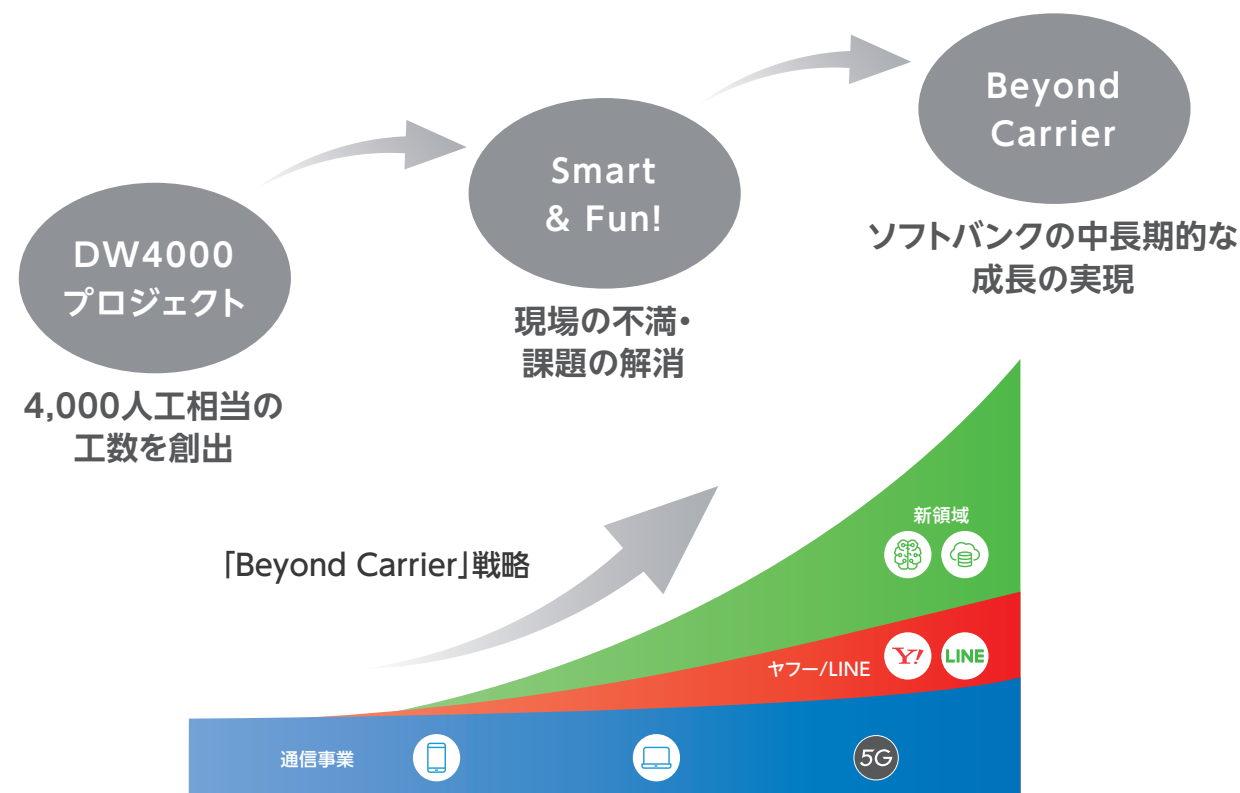 DW4000
プロジェクト
4,000人工相当の
工数を創出
Smart
& Fun!
現場の不満・
課題の解消
Beyond
Carrier
ソフトバンクの中長期的な
成長の実現
「Beyond Carrier」戦略
新領域
ヤフー/LINE
Y!
LINE
通信事業
5G